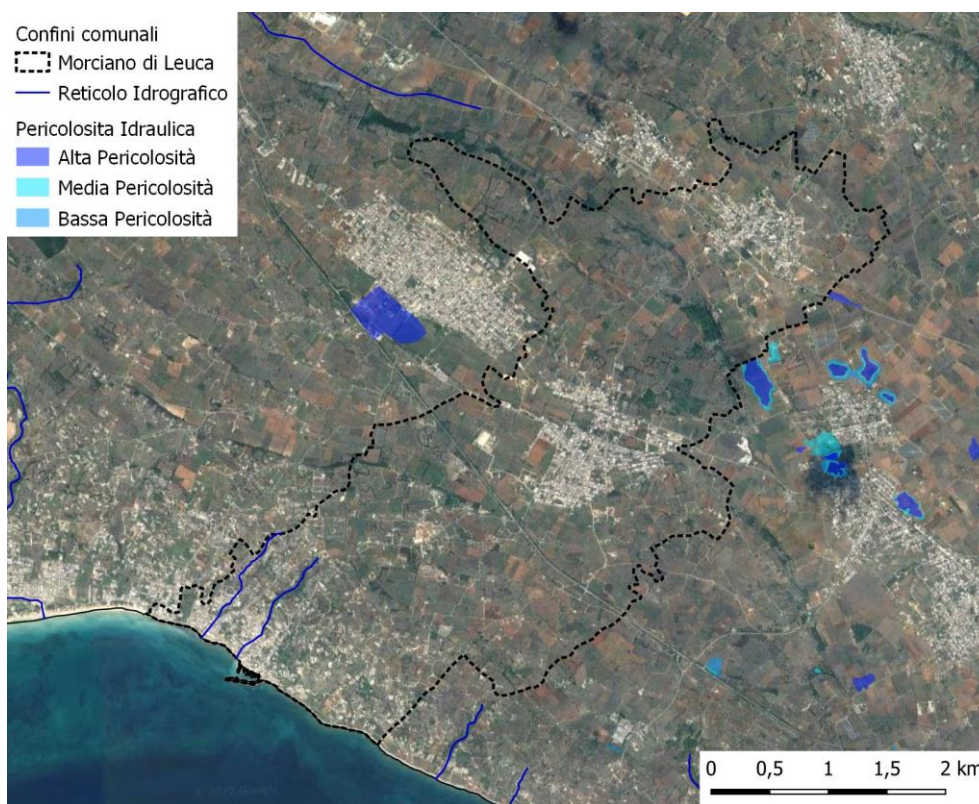 Confini comunali
Morciano di Leuca
Reticolo Idrografico
Pericolosita Idraulica
Alta Pericolosità
Media Pericolosità
Bassa Pericolosità
0 0,5 1 1,5 2 km